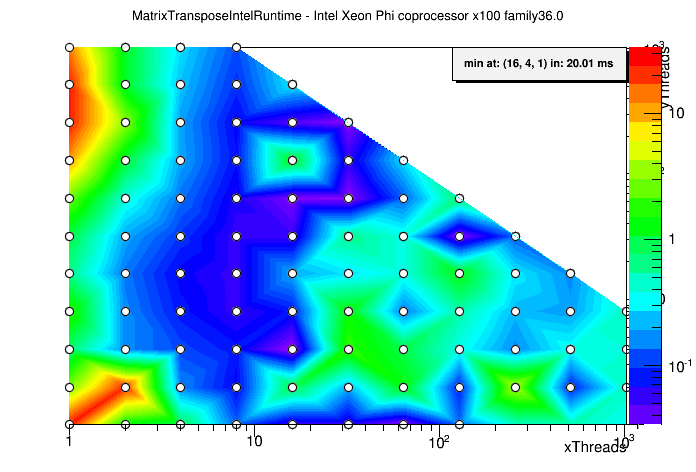 MatrixTransposeIntelRuntime - Intel Xeon Phi coprocessor x100 family36.0
min at: (16, 4, 1) in: 20.01 ms
yThreads
10³
10
1
10⁻¹
1
10
10²
10³
xThreads